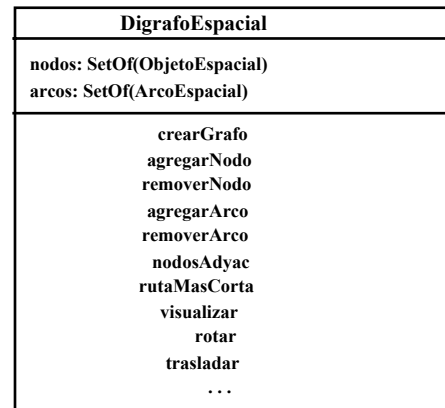 DigrafoEspacial
nodos: SetOf(ObjetoEspacial)
arcos: SetOf(ArcoEspacial)
crearGrafo
agregarNodo
removerNodo
agregarArco
removerArco
nodosAdyac
rutaMasCorta
visualizar
rotar
trasladar
. . .